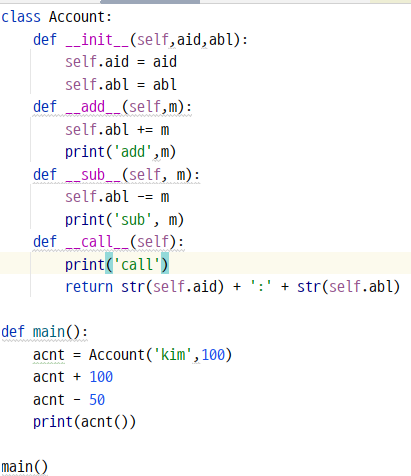 class Account:
    def __init__(self,aid,abl):
        self.aid = aid
        self.abl = abl
    def __add__(self,m):
        self.abl += m
        print('add',m)
    def __sub__(self, m):
        self.abl -= m
        print('sub', m)
    def __call__(self):
        print('call')
        return str(self.aid) + ':' + str(self.abl)

def main():
    acnt = Account('kim',100)
    acnt + 100
    acnt - 50
    print(acnt())

main()